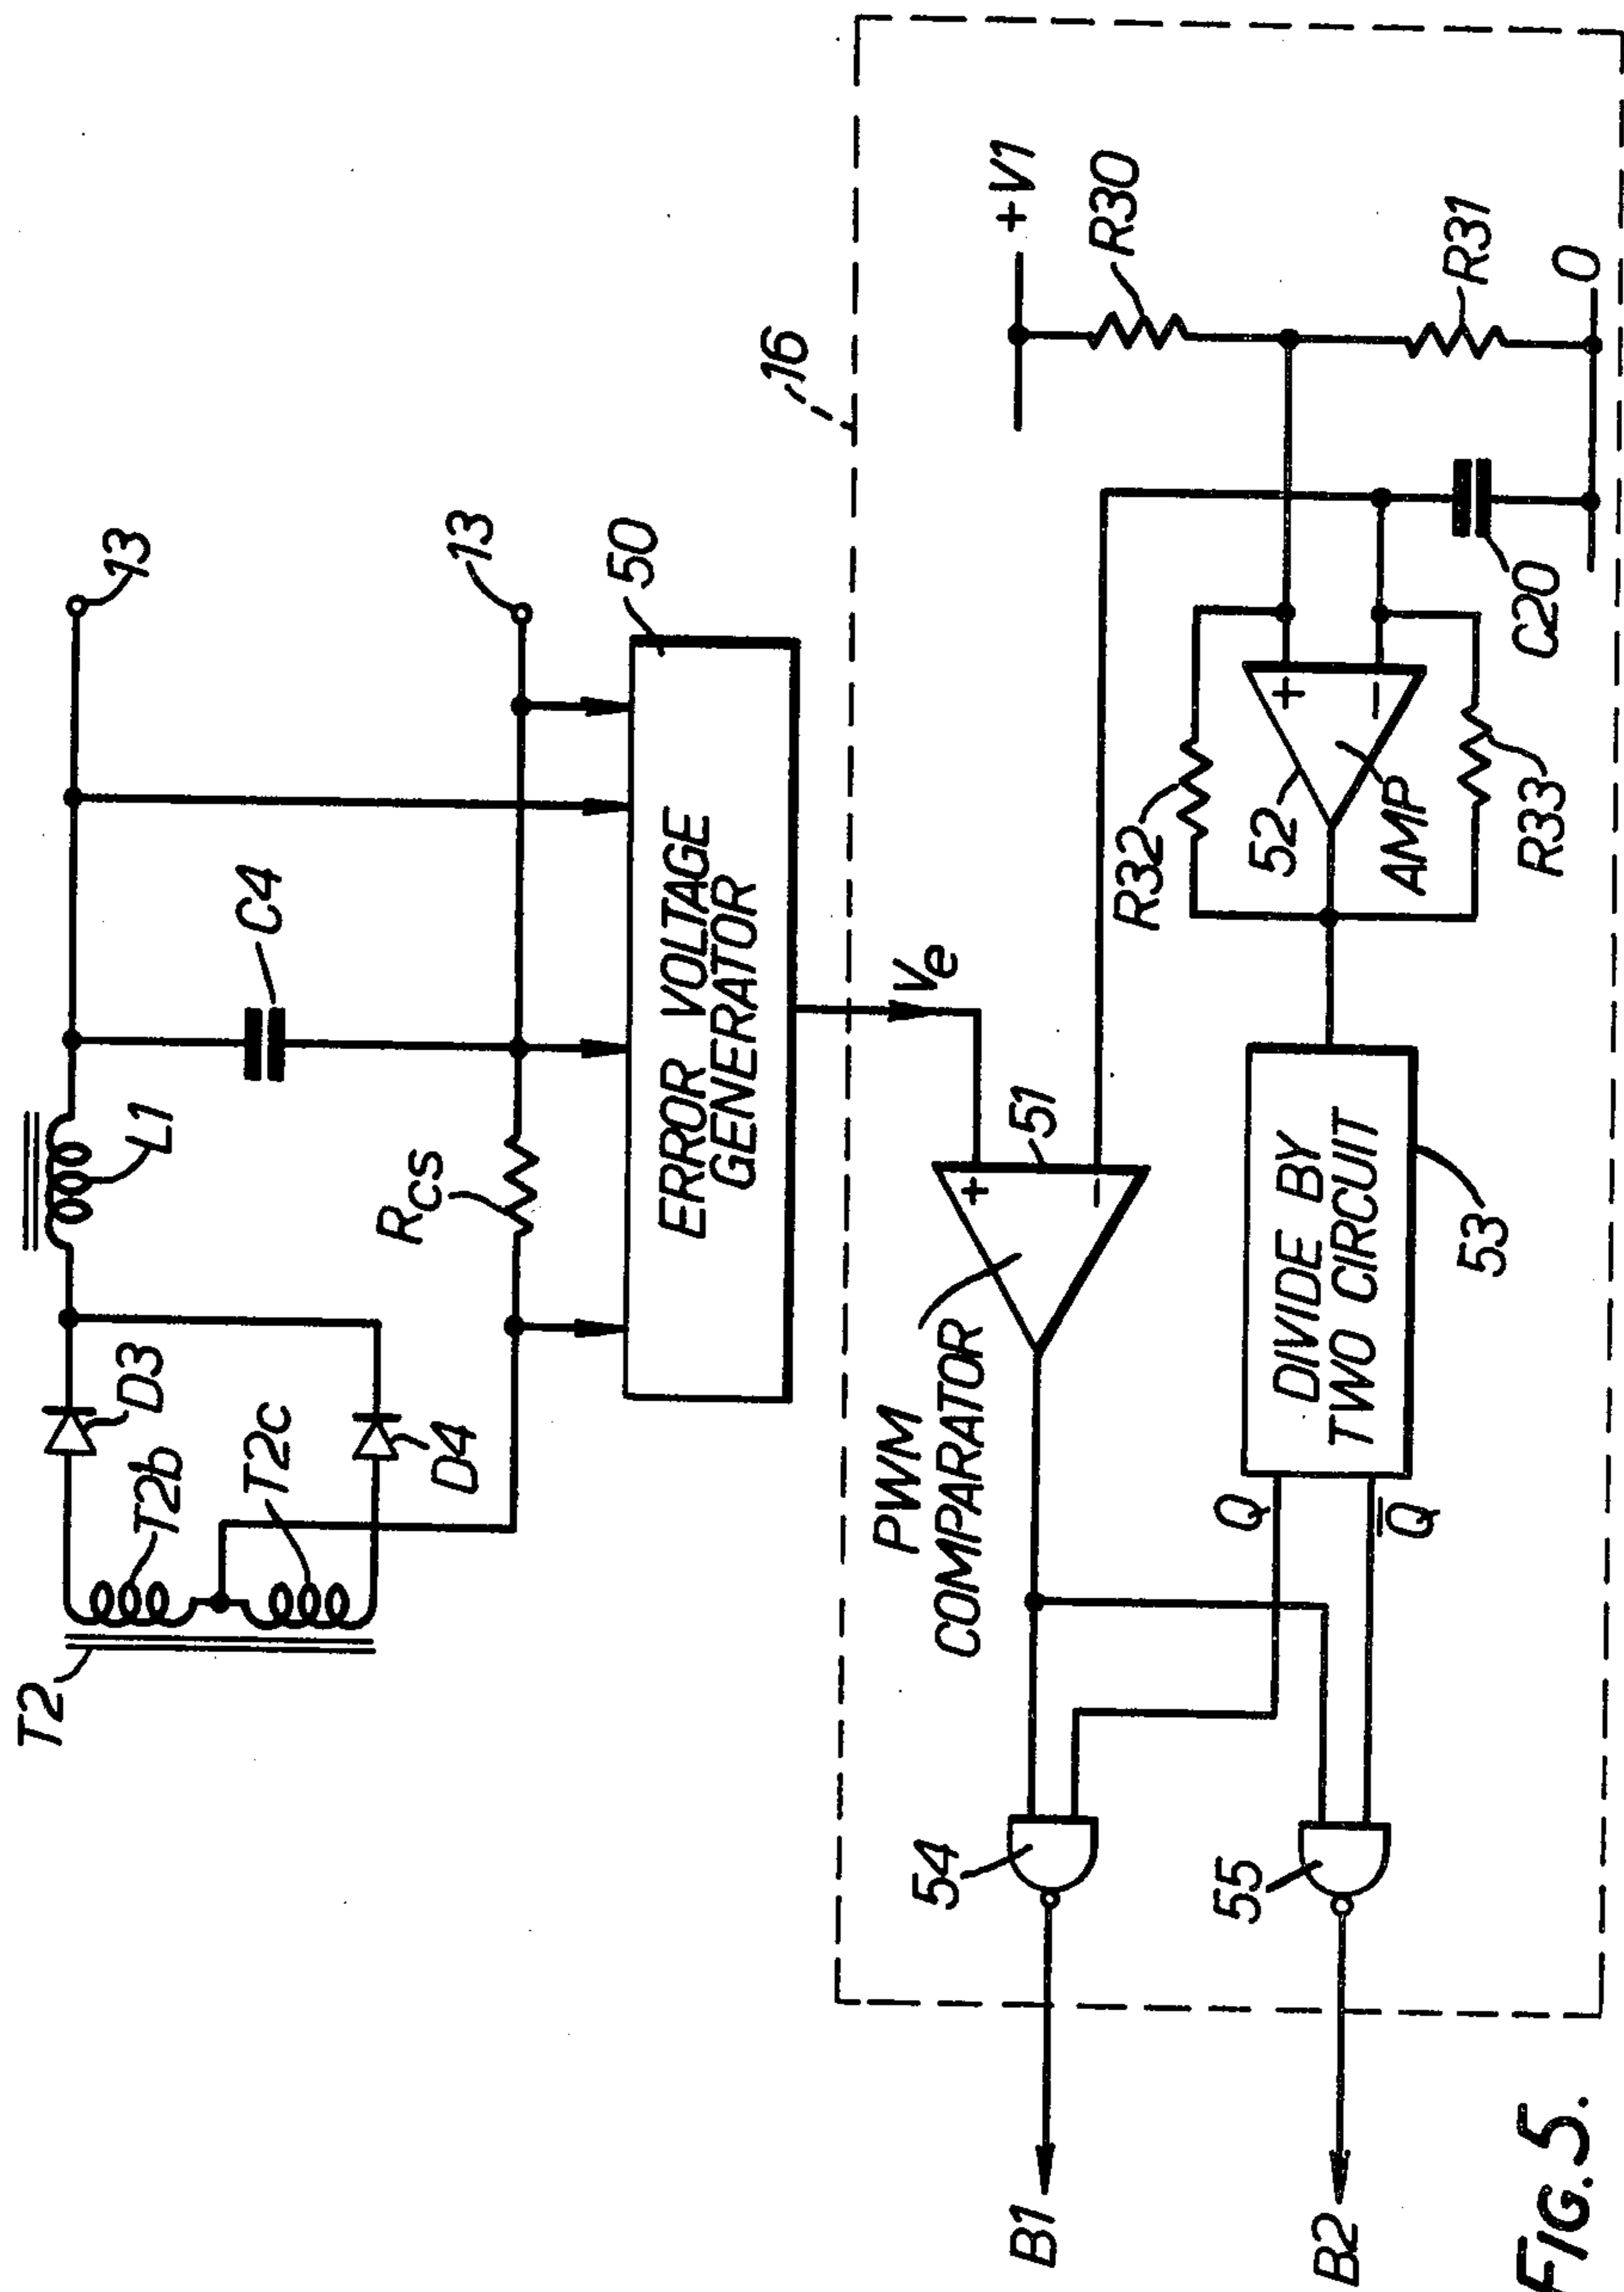 T2
T2b
T2c
D3
D4
L1
C4
RCS
13
13
50
ERROR VOLTAGE
GENERATOR
16
Ve
+V1
R30
R31
0
PWM
COMPARATOR
51
+
−
R32
52
+
−
AMP
R33
C20
DIVIDE BY
TWO CIRCUIT
53
Q
Q̅
54
55
B1
B2
FIG. 5.